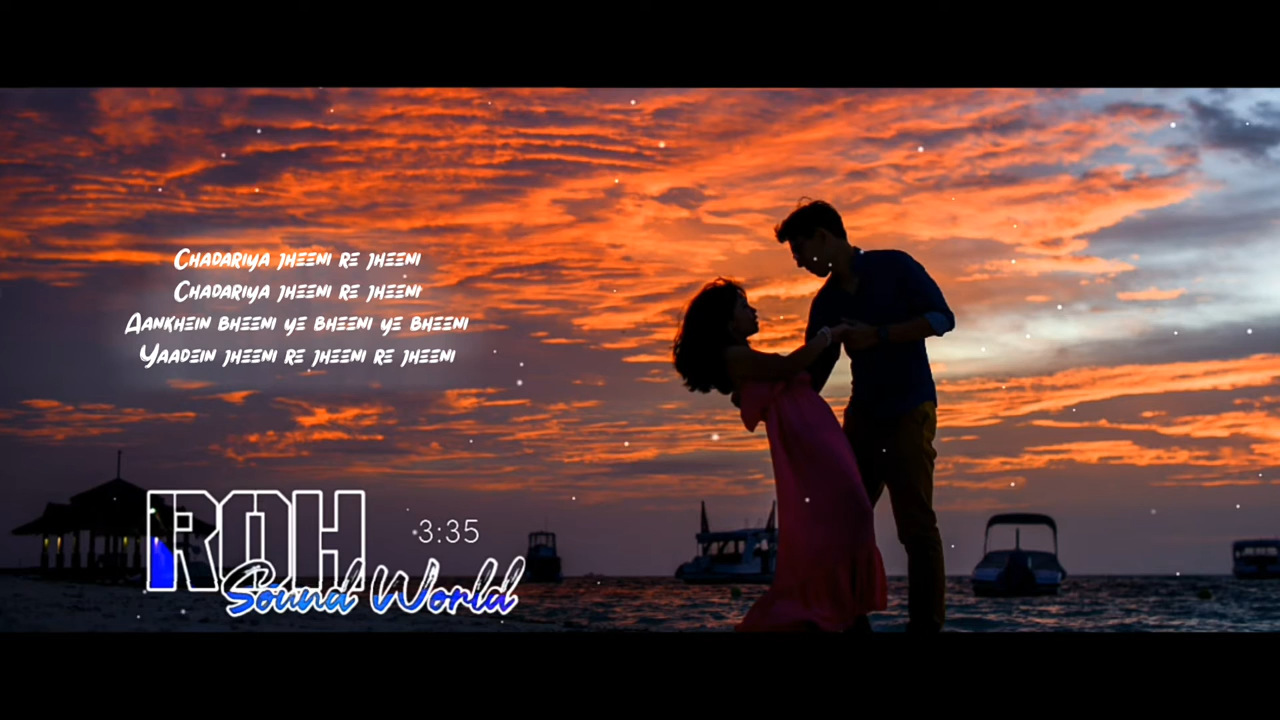 Chadariya jheeni re jheeni
Chadariya jheeni re jheeni
Aankhein bheeni ye bheeni ye bheeni
Yaadein jheeni re jheeni re jheeni
ROH
3:35
Sound World